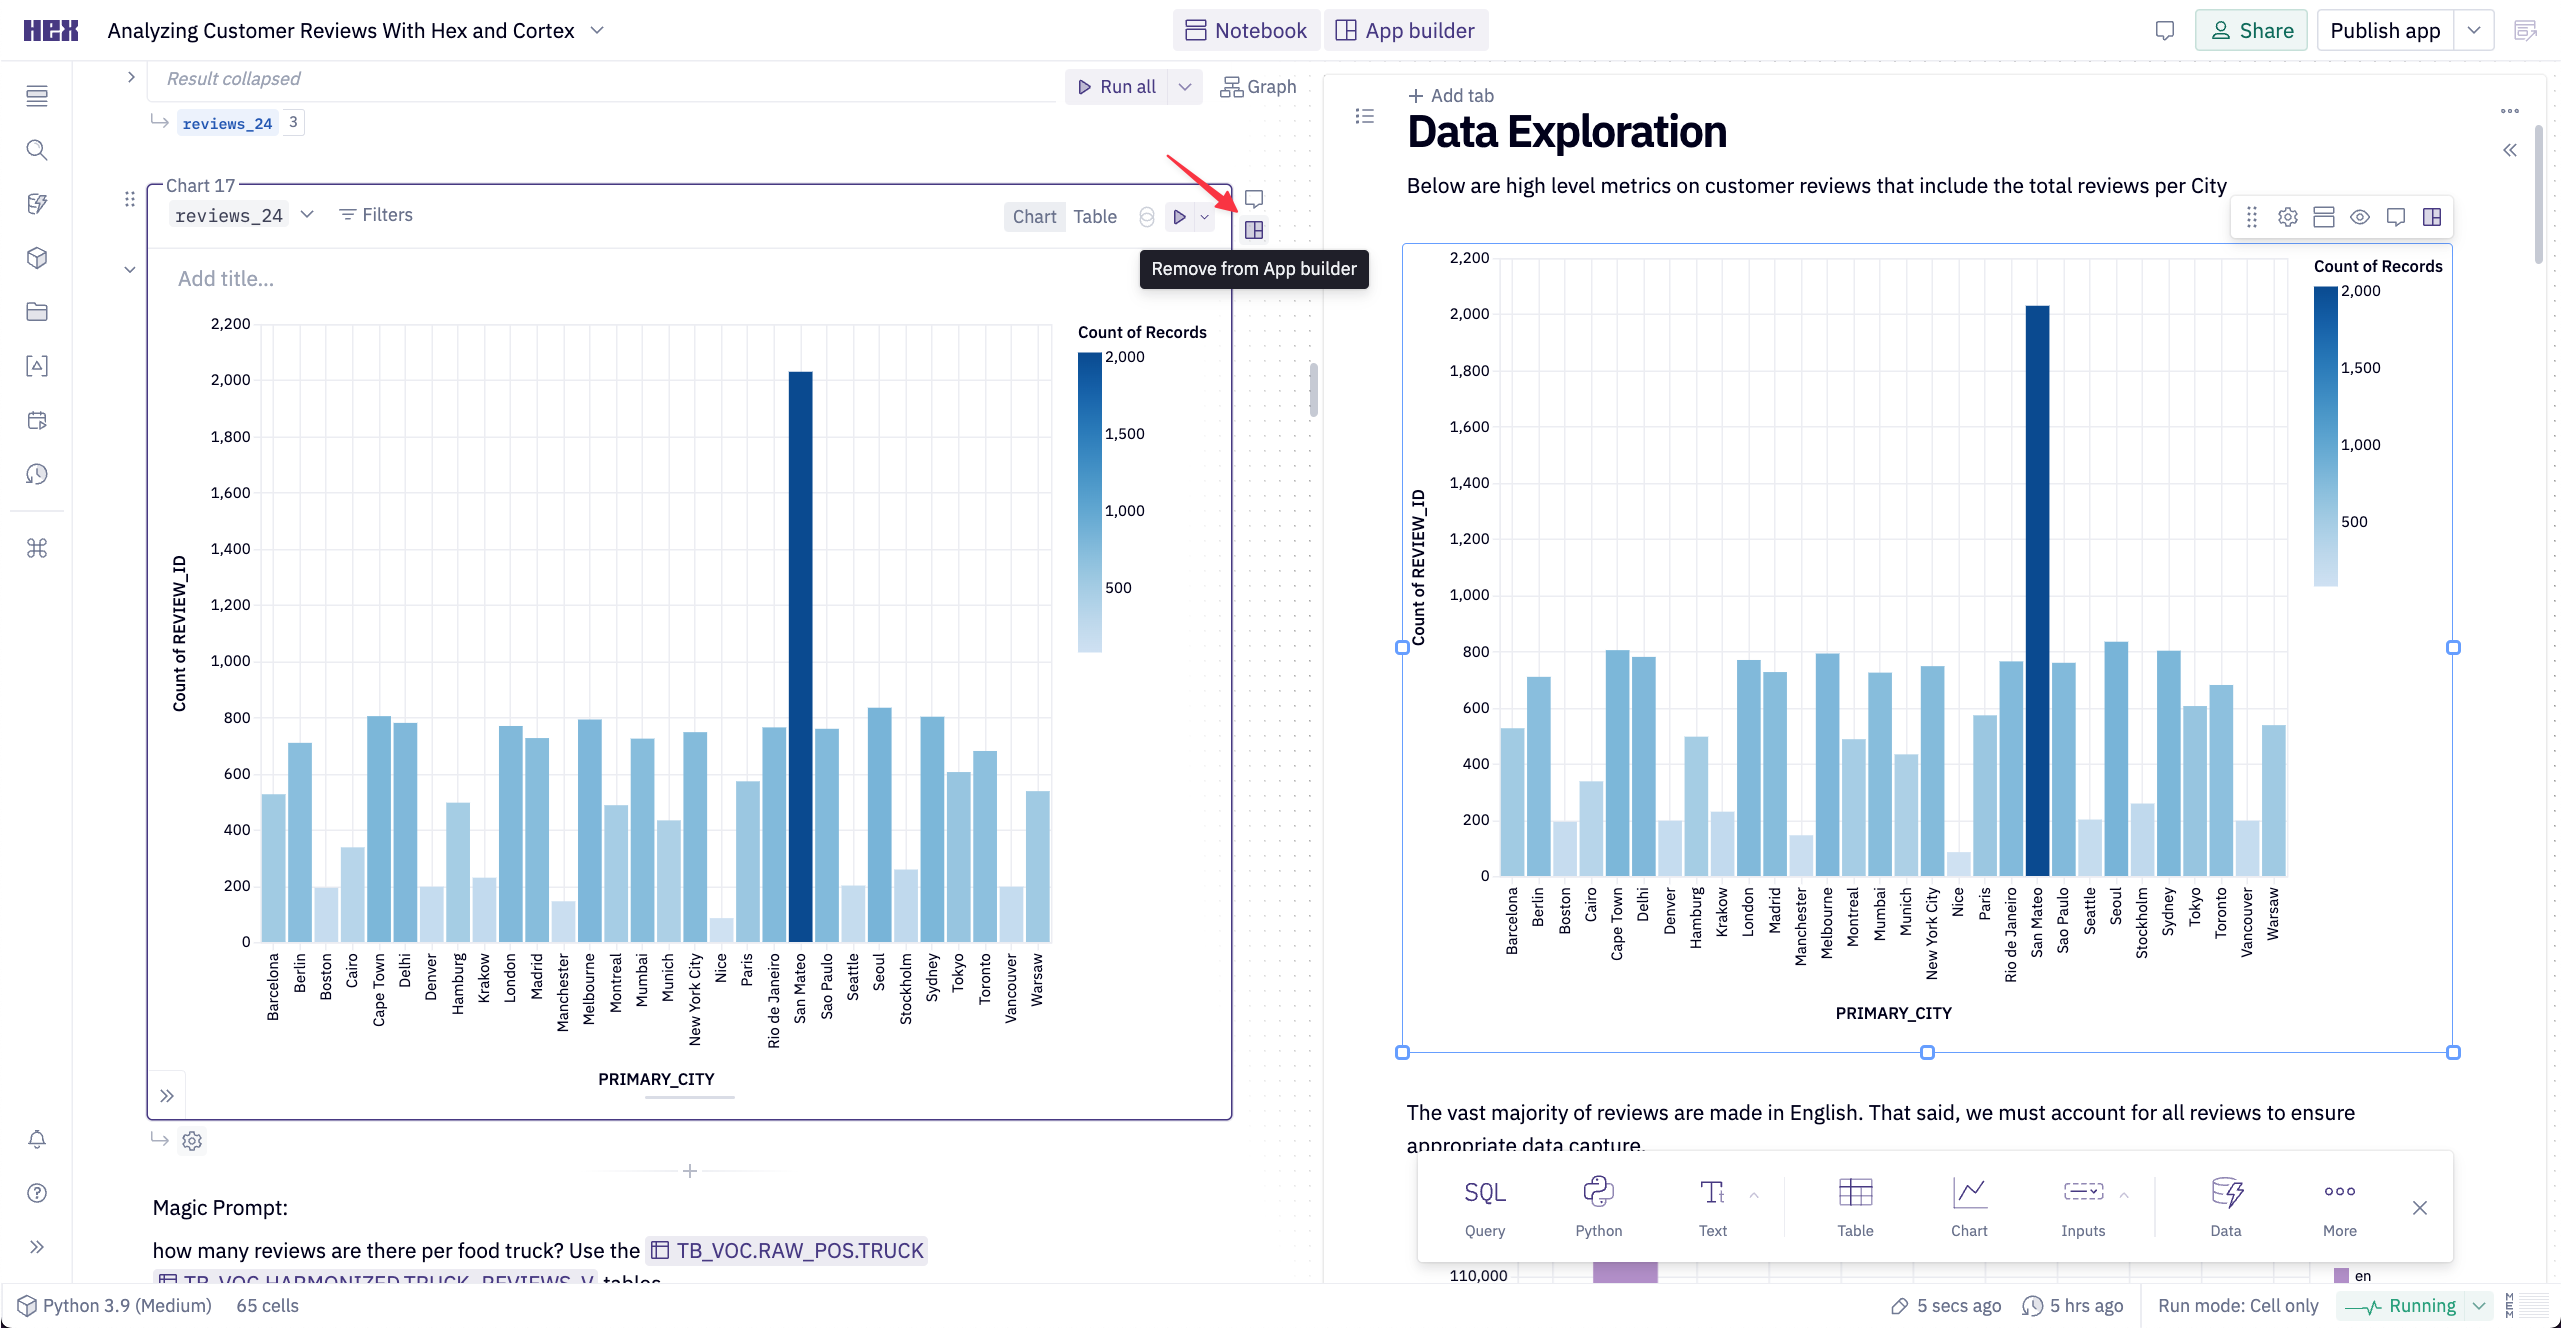 HEX
Analyzing Customer Reviews With Hex and Cortex
Notebook
App builder
Share
Publish app
Result collapsed
Run all
Graph
reviews_24
3
Chart 17
reviews_24
Filters
Chart
Table
Remove from App builder
Add title...
Count of REVIEW_ID
2,200
2,000
1,800
1,600
1,400
1,200
1,000
800
600
400
200
0
Count of Records
2,000
1,500
1,000
500
Barcelona
Berlin
Boston
Cairo
Cape Town
Delhi
Denver
Hamburg
Krakow
London
Madrid
Manchester
Melbourne
Montreal
Mumbai
Munich
New York City
Nice
Paris
Rio de Janeiro
San Mateo
Sao Paulo
Seattle
Seoul
Stockholm
Sydney
Tokyo
Toronto
Vancouver
Warsaw
PRIMARY_CITY
Magic Prompt:
how many reviews are there per food truck? Use the TB_VOC.RAW_POS.TRUCK
TB_VOC.HARMONIZED.TRUCK_REVIEWS_V tables
Add tab
Data Exploration
Below are high level metrics on customer reviews that include the total reviews per City
Count of REVIEW_ID
2,200
2,000
1,800
1,600
1,400
1,200
1,000
800
600
400
200
0
Count of Records
2,000
1,500
1,000
500
Barcelona
Berlin
Boston
Cairo
Cape Town
Delhi
Denver
Hamburg
Krakow
London
Madrid
Manchester
Melbourne
Montreal
Mumbai
Munich
New York City
Nice
Paris
Rio de Janeiro
San Mateo
Sao Paulo
Seattle
Seoul
Stockholm
Sydney
Tokyo
Toronto
Vancouver
Warsaw
PRIMARY_CITY
The vast majority of reviews are made in English. That said, we must account for all reviews to ensure
appropriate data capture.
SQL
Query
Python
Tt
Text
Table
Chart
Inputs
Data
More
110,000
en
Python 3.9 (Medium)
65 cells
5 secs ago
5 hrs ago
Run mode: Cell only
Running
MEM